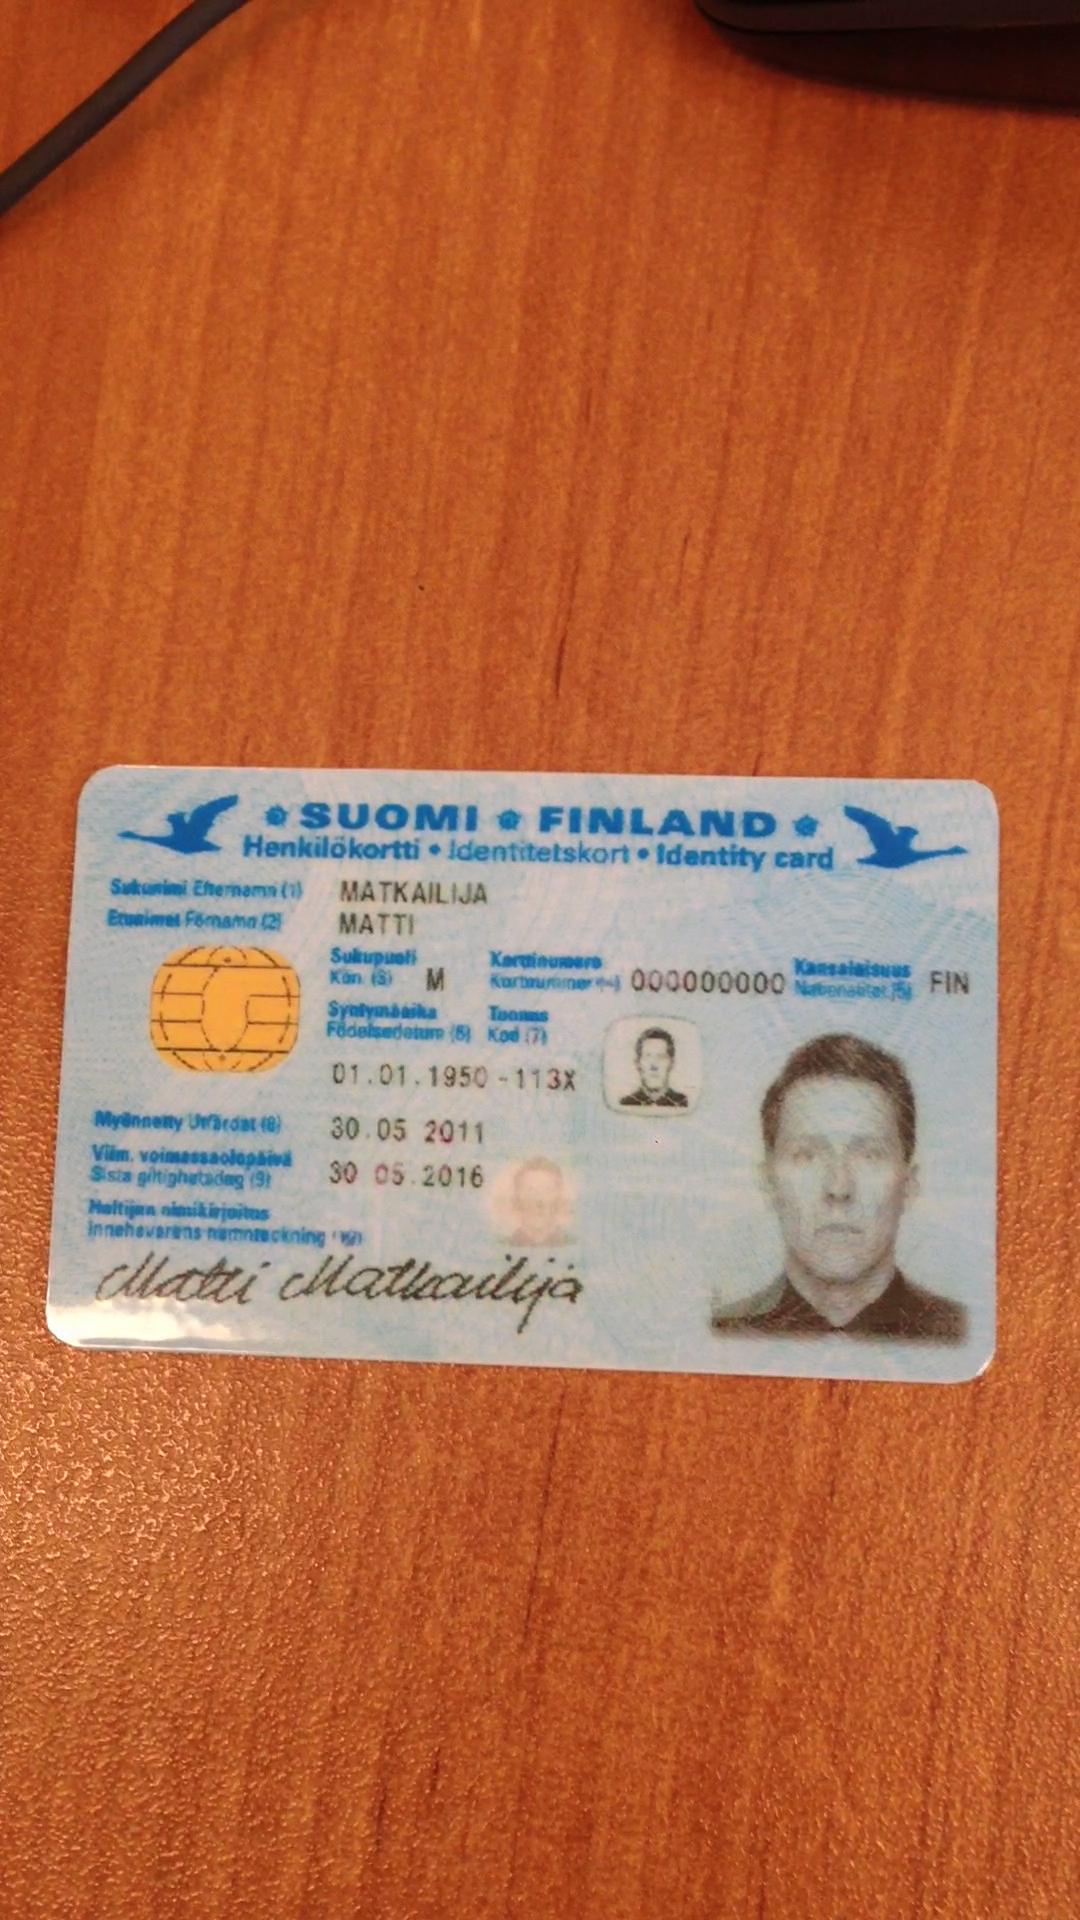 SUOMI FINLAND
Henkilökortti • Identitetskort • Identity card
Sukunimi Efternamn (1) MATKAILIJA
Etunimet Förnamn (2) MATTI
Sukupuoli
Kön (3) M
Korttinumero
Kortnummer (4) 000000000
Kansalaisuus
Nationalitet (5) FIN
Syntymäaika
Födelsedatum (6)
Tunnus
Kod (7)
01.01.1950 -113X
Myönnetty Utfärdat (8) 30.05 2011
Viim. voimassaolopäivä
Sista giltighetsdag (9) 30 05.2016
Haltijan nimikirjoitus
Innehavarens namnteckning (10)
Matti Matkailija